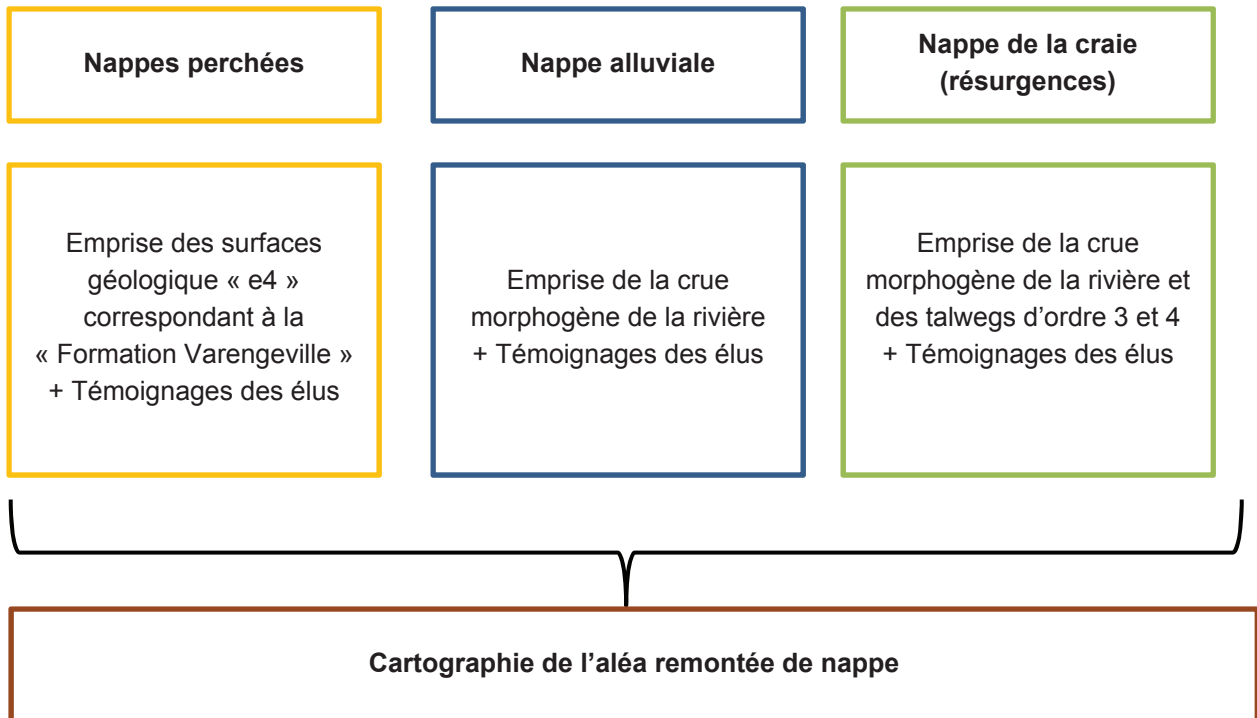 Nappes perchées
Nappe alluviale
Nappe de la craie
(résurgences)
Emprise des surfaces
géologique « e4 »
correspondant à la
« Formation Varengeville »
+ Témoignages des élus
Emprise de la crue
morphogène de la rivière
+ Témoignages des élus
Emprise de la crue
morphogène de la rivière et
des talwegs d’ordre 3 et 4
+ Témoignages des élus
Cartographie de l’aléa remontée de nappe